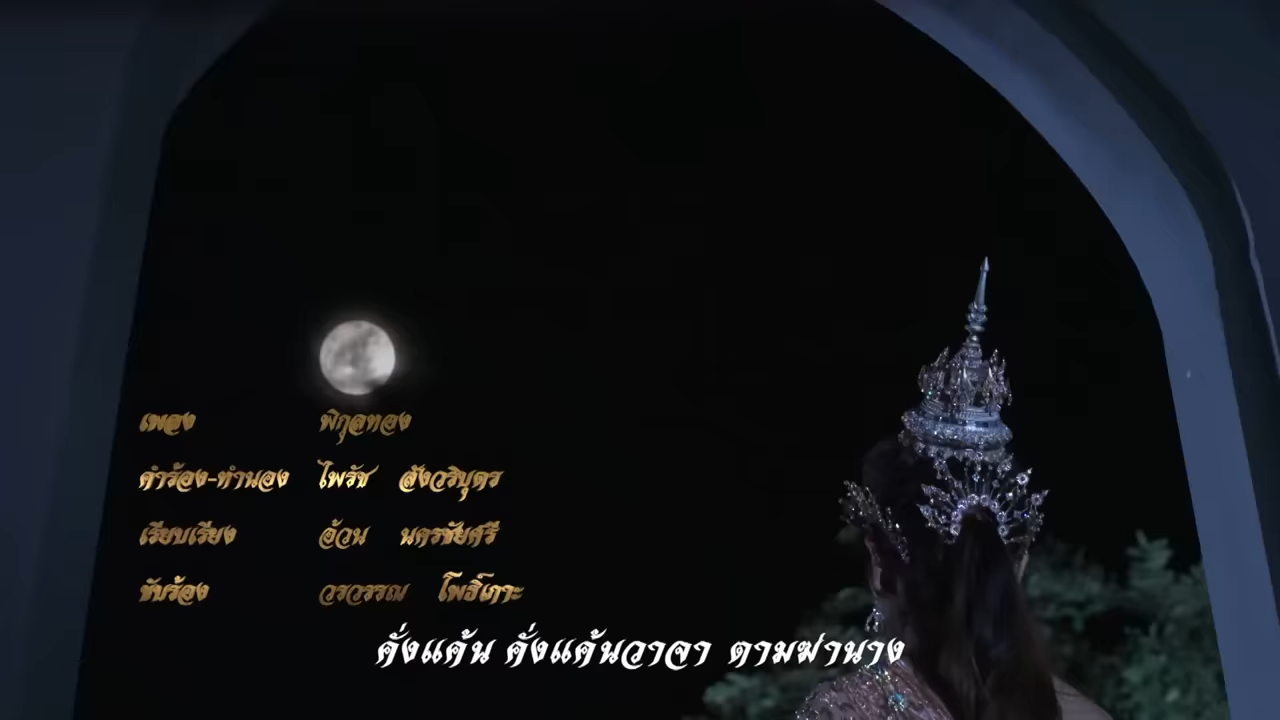 เพลง พิกุลทอง
คำร้อง-ทำนอง ไพรัช สังวริบุตร
เรียบเรียง อ้วน นครชัยศรี
ขับร้อง วรวรรณ โพธิ์เกาะ
คั่งแค้น คั่งแค้นวาจา ตามฆ่านาง